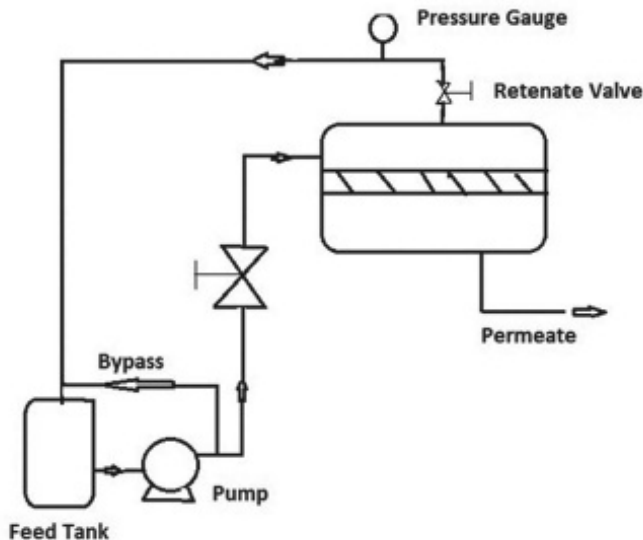 Pressure Gauge
Retenate Valve
Permeate
Bypass
Pump
Feed Tank